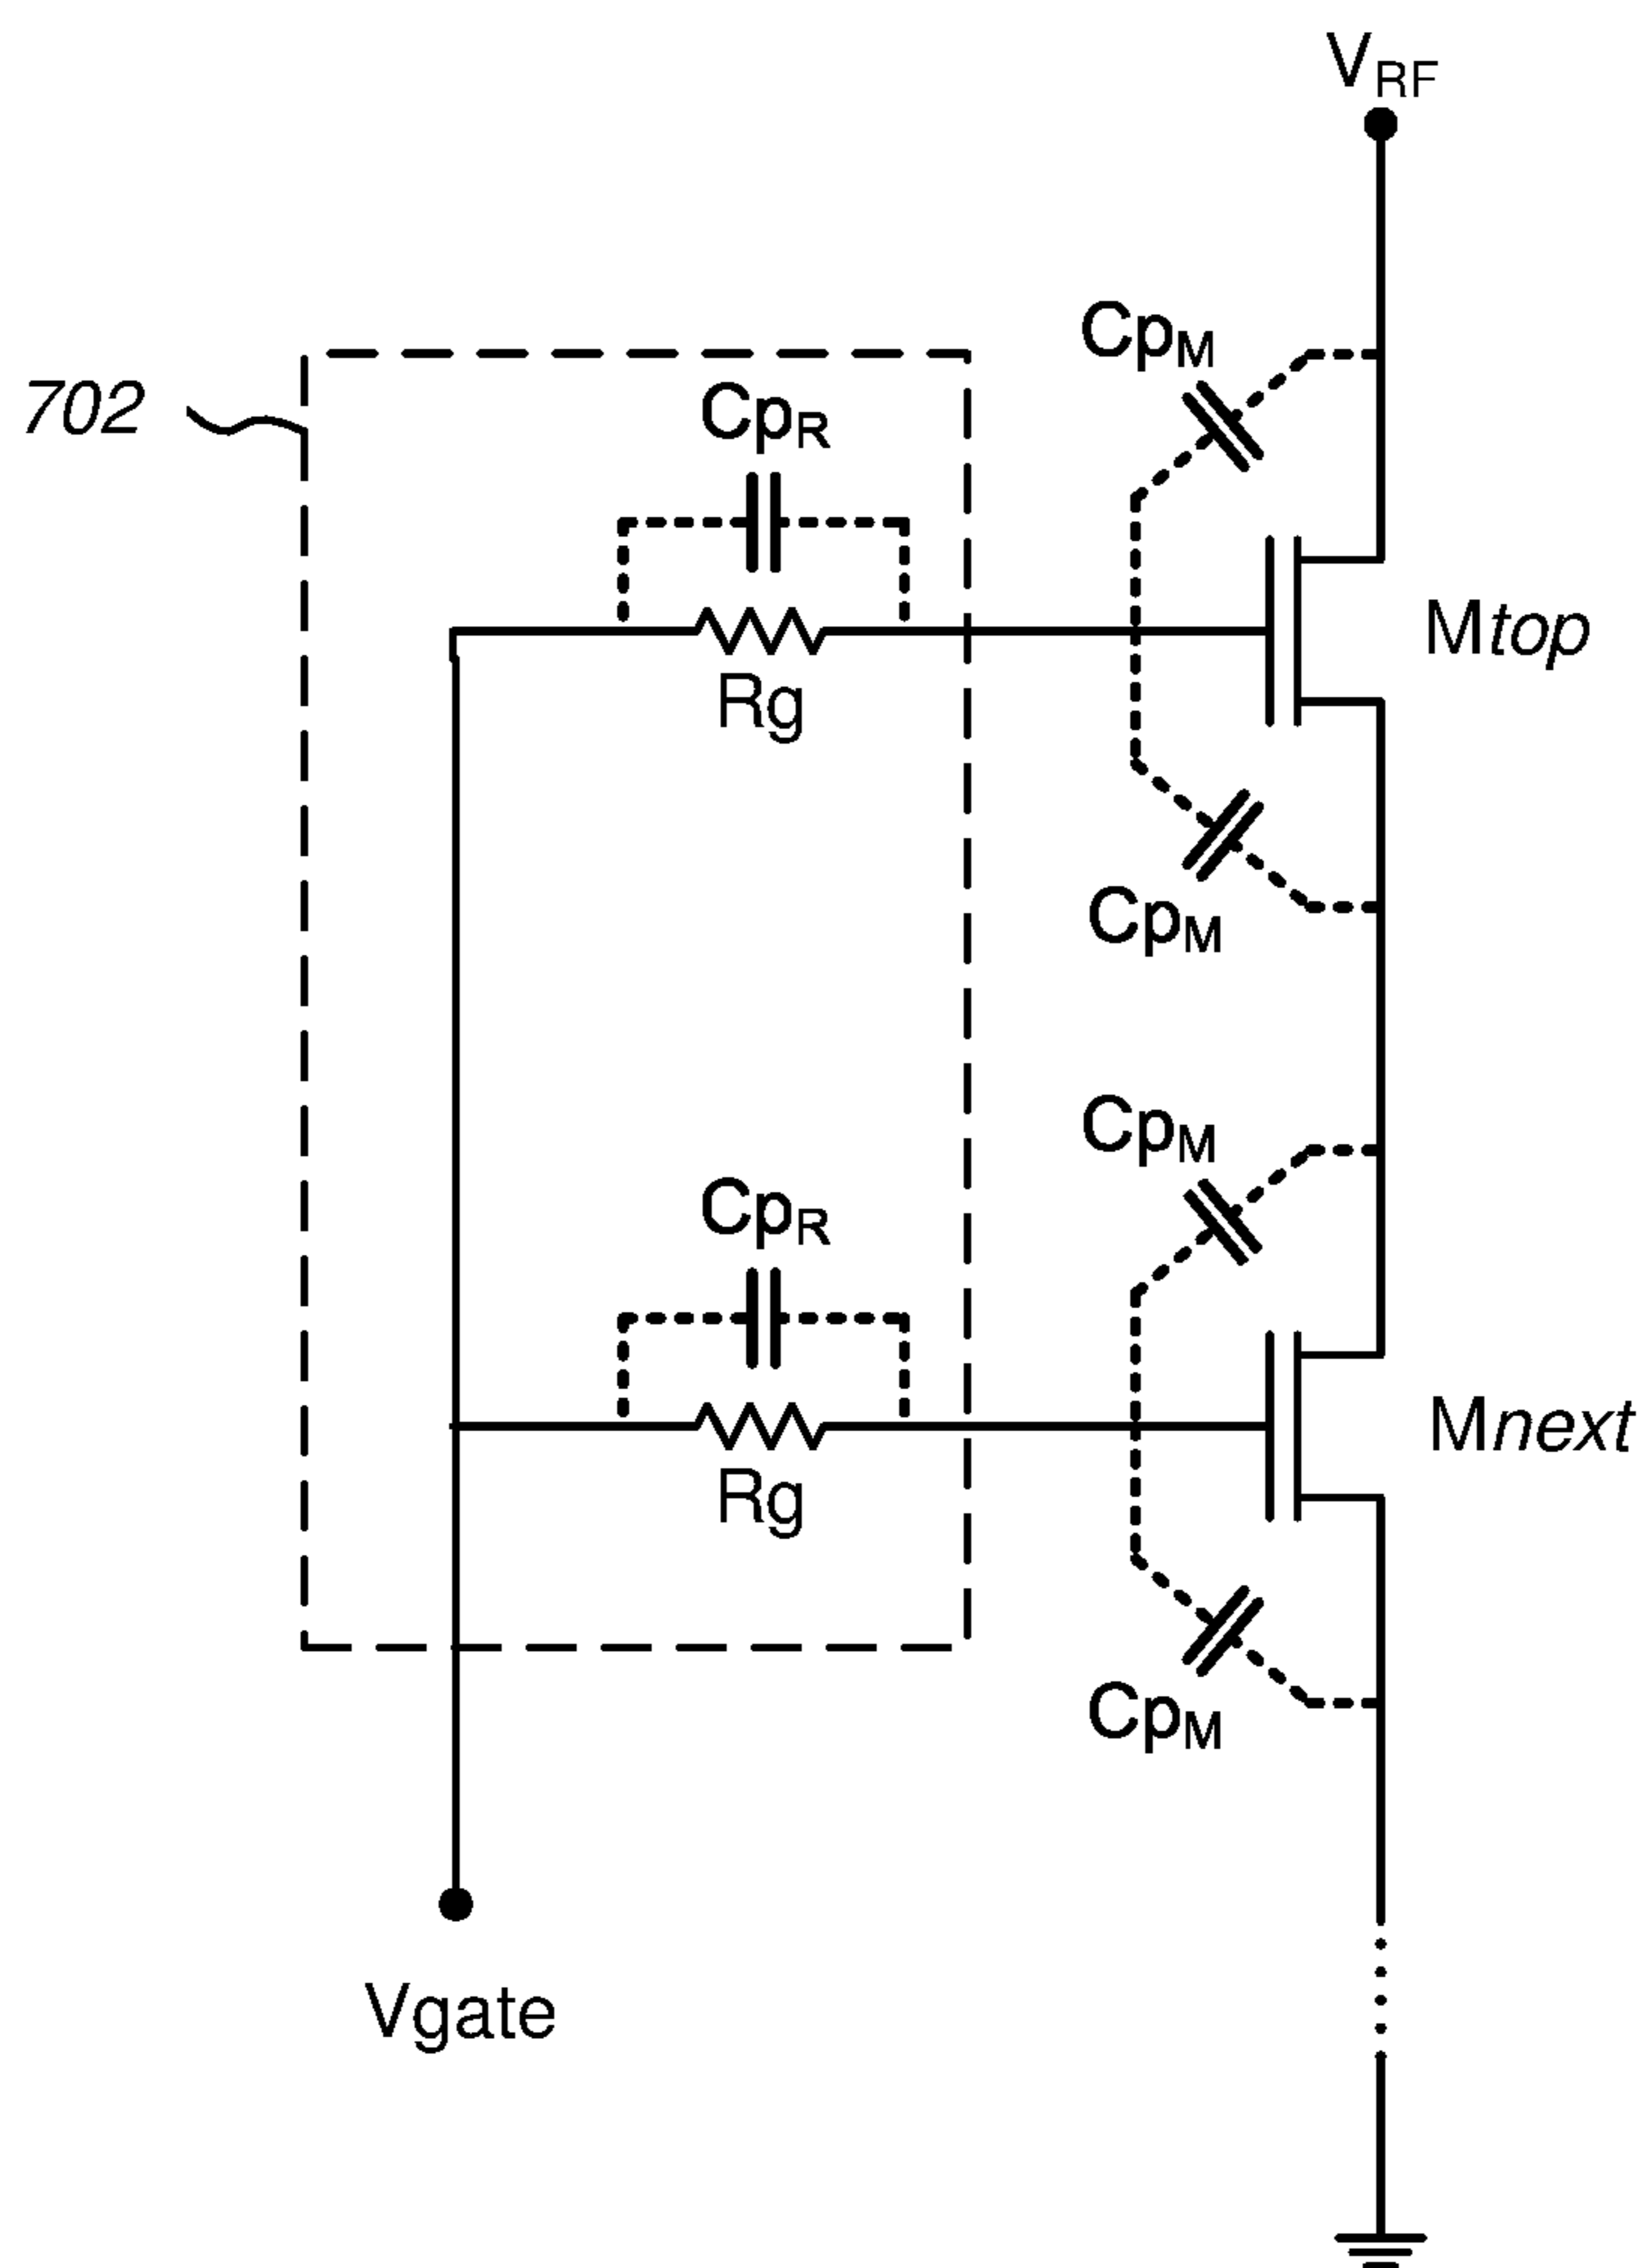 V_RF
Cp_M
702
Cp_R
Mtop
Rg
Cp_M
Cp_M
Cp_R
Mnext
Rg
Cp_M
Vgate